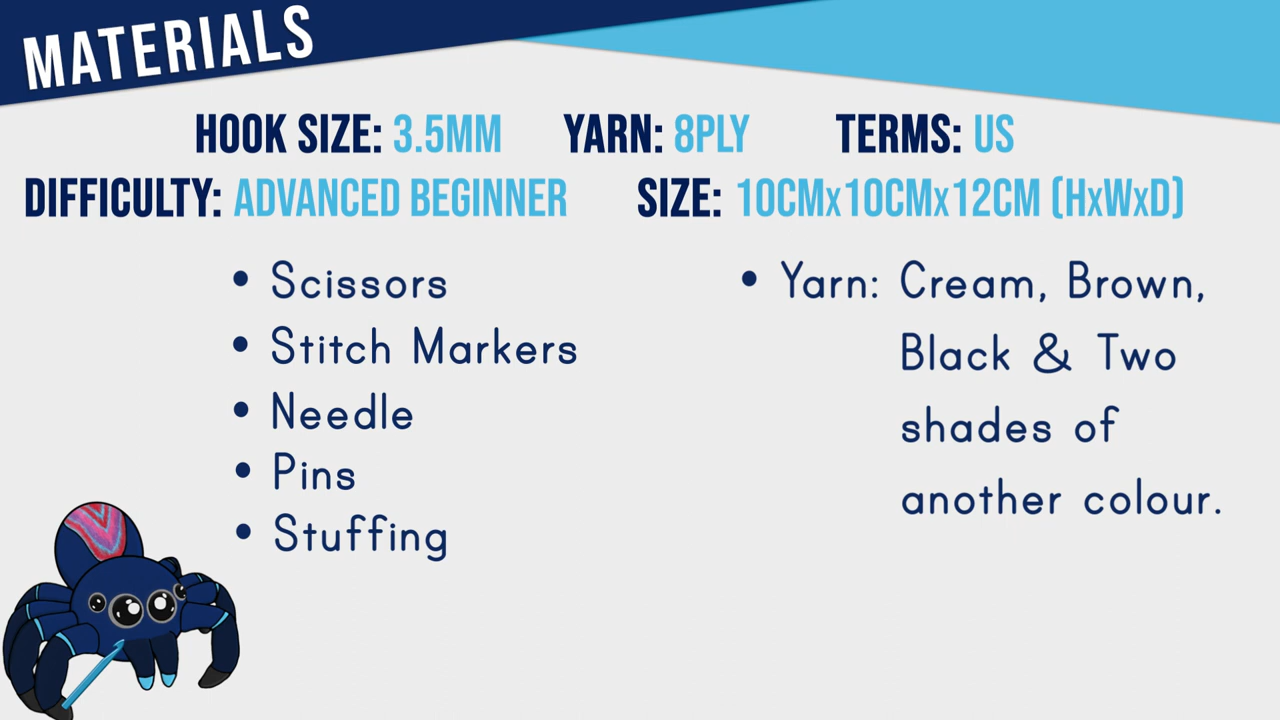 MATERIALS
HOOK SIZE: 3.5MM YARN: 8PLY TERMS: US
DIFFICULTY: ADVANCED BEGINNER SIZE: 10CMx10CMx12CM (HxWxD)
• Scissors
• Stitch Markers
• Needle
• Pins
• Stuffing
• Yarn: Cream, Brown,
Black & Two
shades of
another colour.